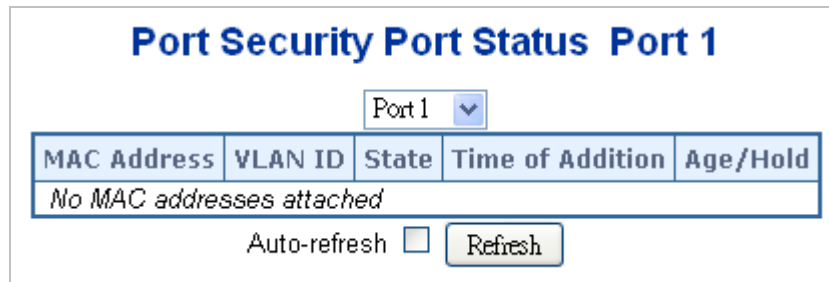 Port Security Port Status Port 1
Port 1
MAC Address VLAN ID State Time of Addition Age/Hold
No MAC addresses attached
Auto-refresh Refresh